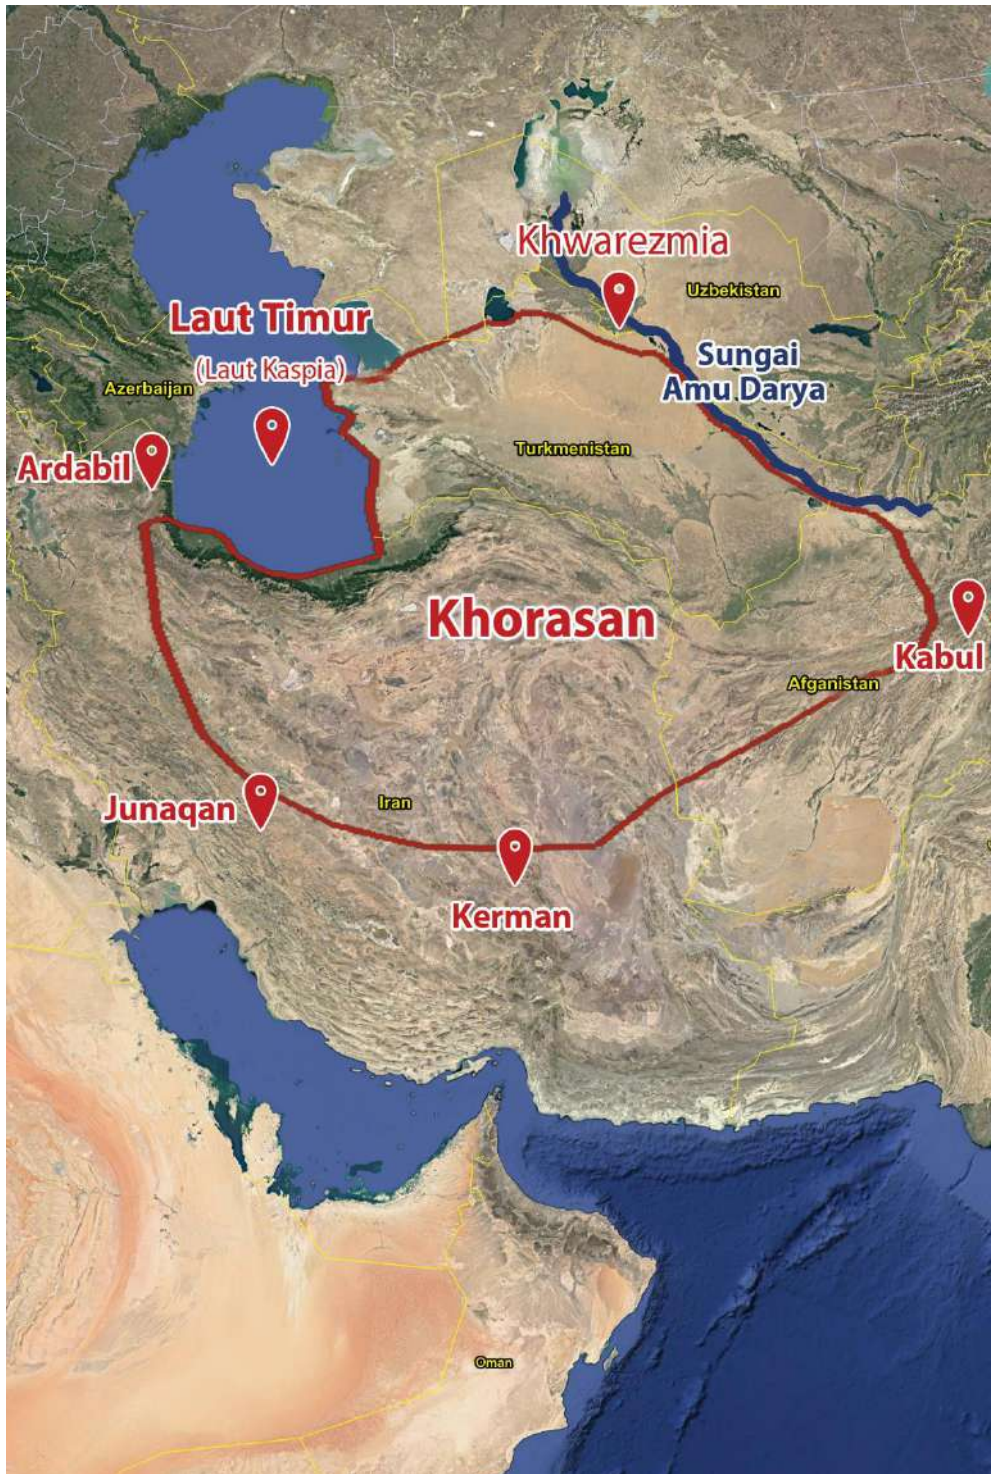 Khwarezmia
Uzbekistan
Laut Timur
(Laut Kaspia)
Azerbaijan
Sungai
Amu Darya
Turkmenistan
Ardabil
Khorasan
Kabul
Afganistan
Junaqan
Iran
Kerman
Oman